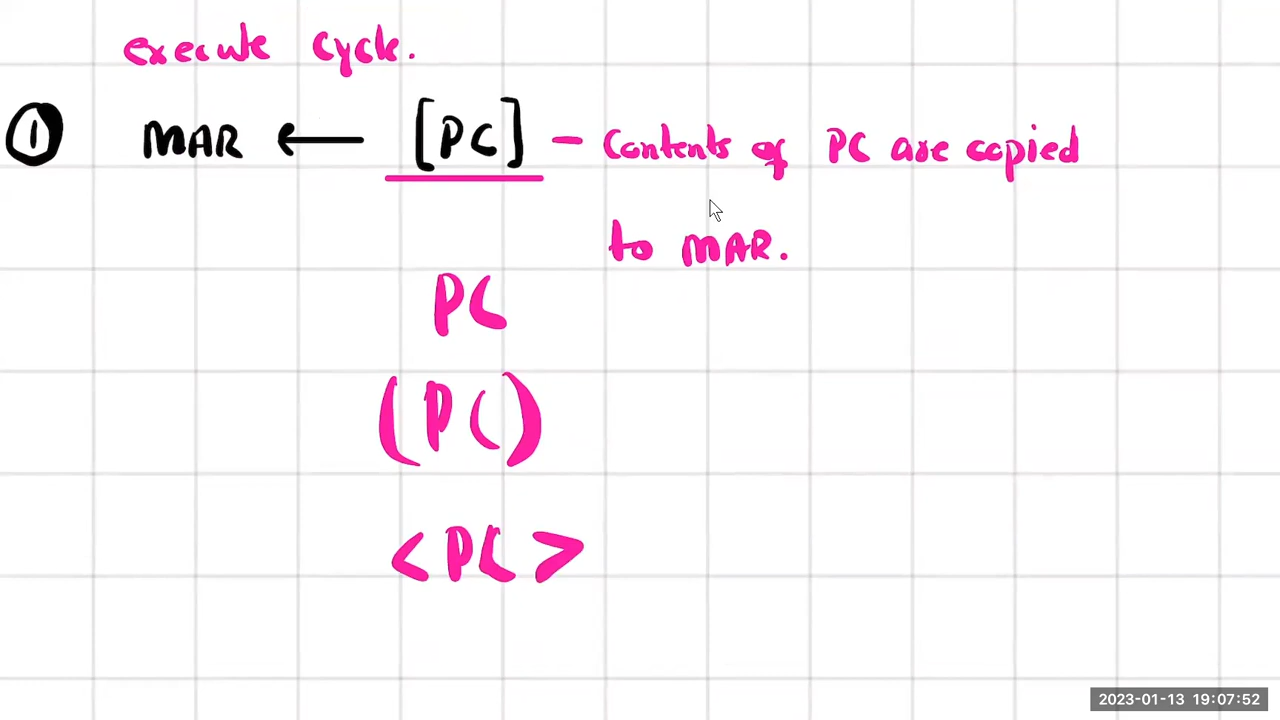 execute cycle.
① MAR ← [PC] - Contents of PC are copied
to MAR.
PC
(PC)
<PC>
2023-01-13 19:07:52